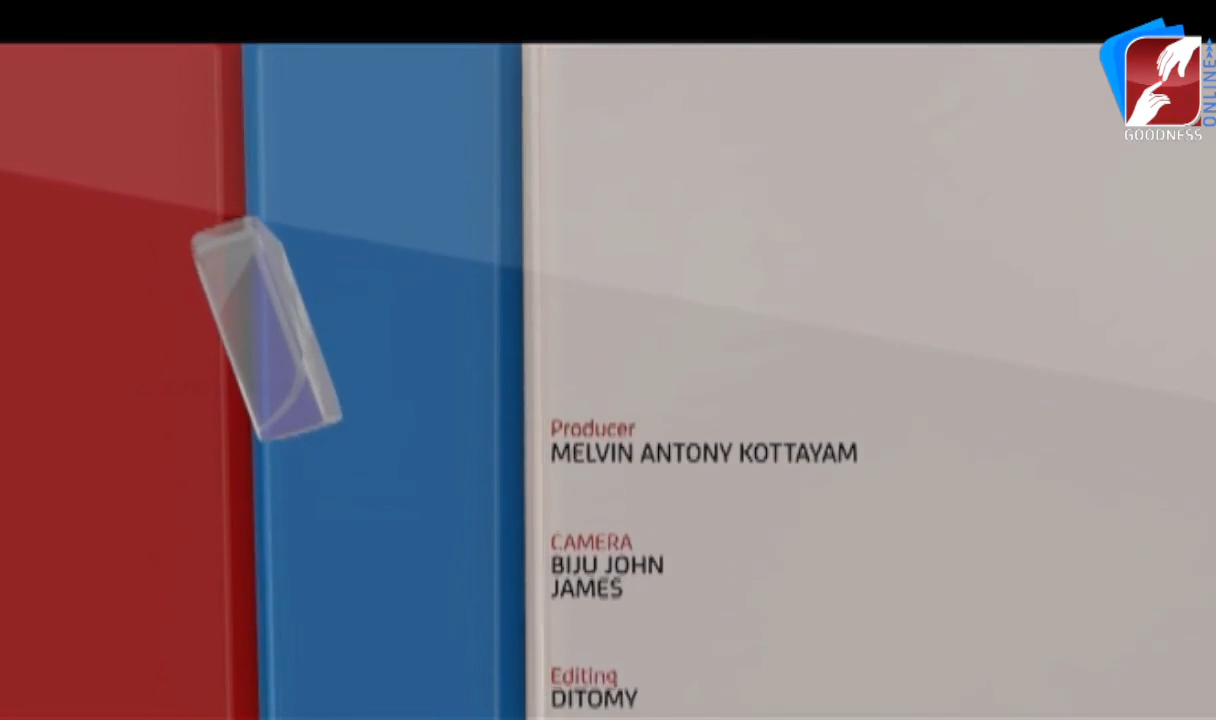 GOODNESS
ONLINE
Producer
MELVIN ANTONY KOTTAYAM
CAMERA
BIJU JOHN
JAMES
Editing
DITOMY